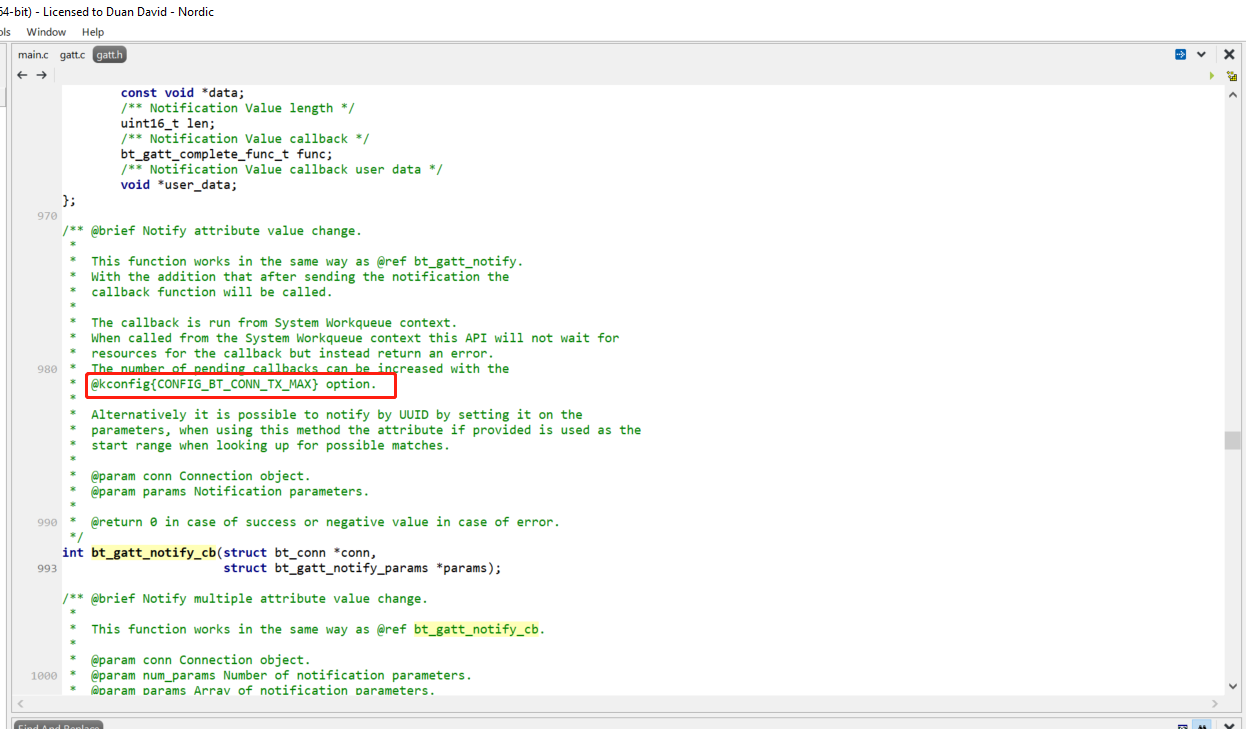 64-bit) - Licensed to Duan David - Nordic
ols Window Help
main.c gatt.c gatt.h
const void *data;
/** Notification Value length */
uint16_t len;
/** Notification Value callback */
bt_gatt_complete_func_t func;
/** Notification Value callback user data */
void *user_data;
};
970
/** @brief Notify attribute value change.
*
* This function works in the same way as @ref bt_gatt_notify.
* With the addition that after sending the notification the
* callback function will be called.
*
* The callback is run from System Workqueue context.
* When called from the System Workqueue context this API will not wait for
* resources for the callback but instead return an error.
980 * The number of pending callbacks can be increased with the
* @kconfig{CONFIG_BT_CONN_TX_MAX} option.
*
* Alternatively it is possible to notify by UUID by setting it on the
* parameters, when using this method the attribute if provided is used as the
* start range when looking up for possible matches.
*
* @param conn Connection object.
* @param params Notification parameters.
*
990 * @return 0 in case of success or negative value in case of error.
*/
int bt_gatt_notify_cb(struct bt_conn *conn,
993 struct bt_gatt_notify_params *params);
/** @brief Notify multiple attribute value change.
*
* This function works in the same way as @ref bt_gatt_notify_cb.
*
* @param conn Connection object.
1000 * @param num_params Number of notification parameters.
* @param params Array of notification parameters.
Find And Replace